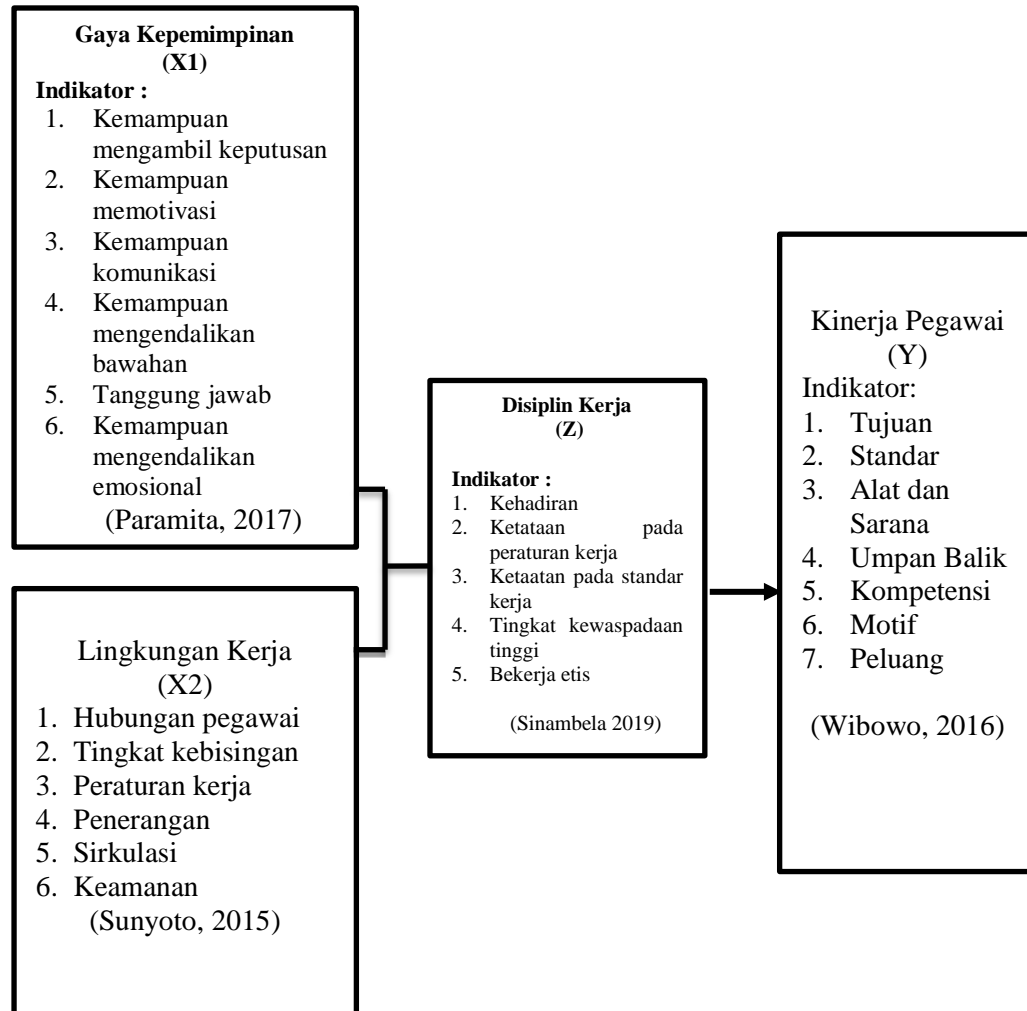 Gaya Kepemimpinan
(X1)
Indikator :
1. Kemampuan
mengambil keputusan
2. Kemampuan
memotivasi
3. Kemampuan
komunikasi
4. Kemampuan
mengendalikan
bawahan
5. Tanggung jawab
6. Kemampuan
mengendalikan
emosional
(Paramita, 2017)
Lingkungan Kerja
(X2)
1. Hubungan pegawai
2. Tingkat kebisingan
3. Peraturan kerja
4. Penerangan
5. Sirkulasi
6. Keamanan
(Sunyoto, 2015)
Disiplin Kerja
(Z)
Indikator :
1. Kehadiran
2. Ketataan pada
peraturan kerja
3. Ketaatan pada standar
kerja
4. Tingkat kewaspadaan
tinggi
5. Bekerja etis
(Sinambela 2019)
Kinerja Pegawai
(Y)
Indikator:
1. Tujuan
2. Standar
3. Alat dan
Sarana
4. Umpan Balik
5. Kompetensi
6. Motif
7. Peluang
(Wibowo, 2016)